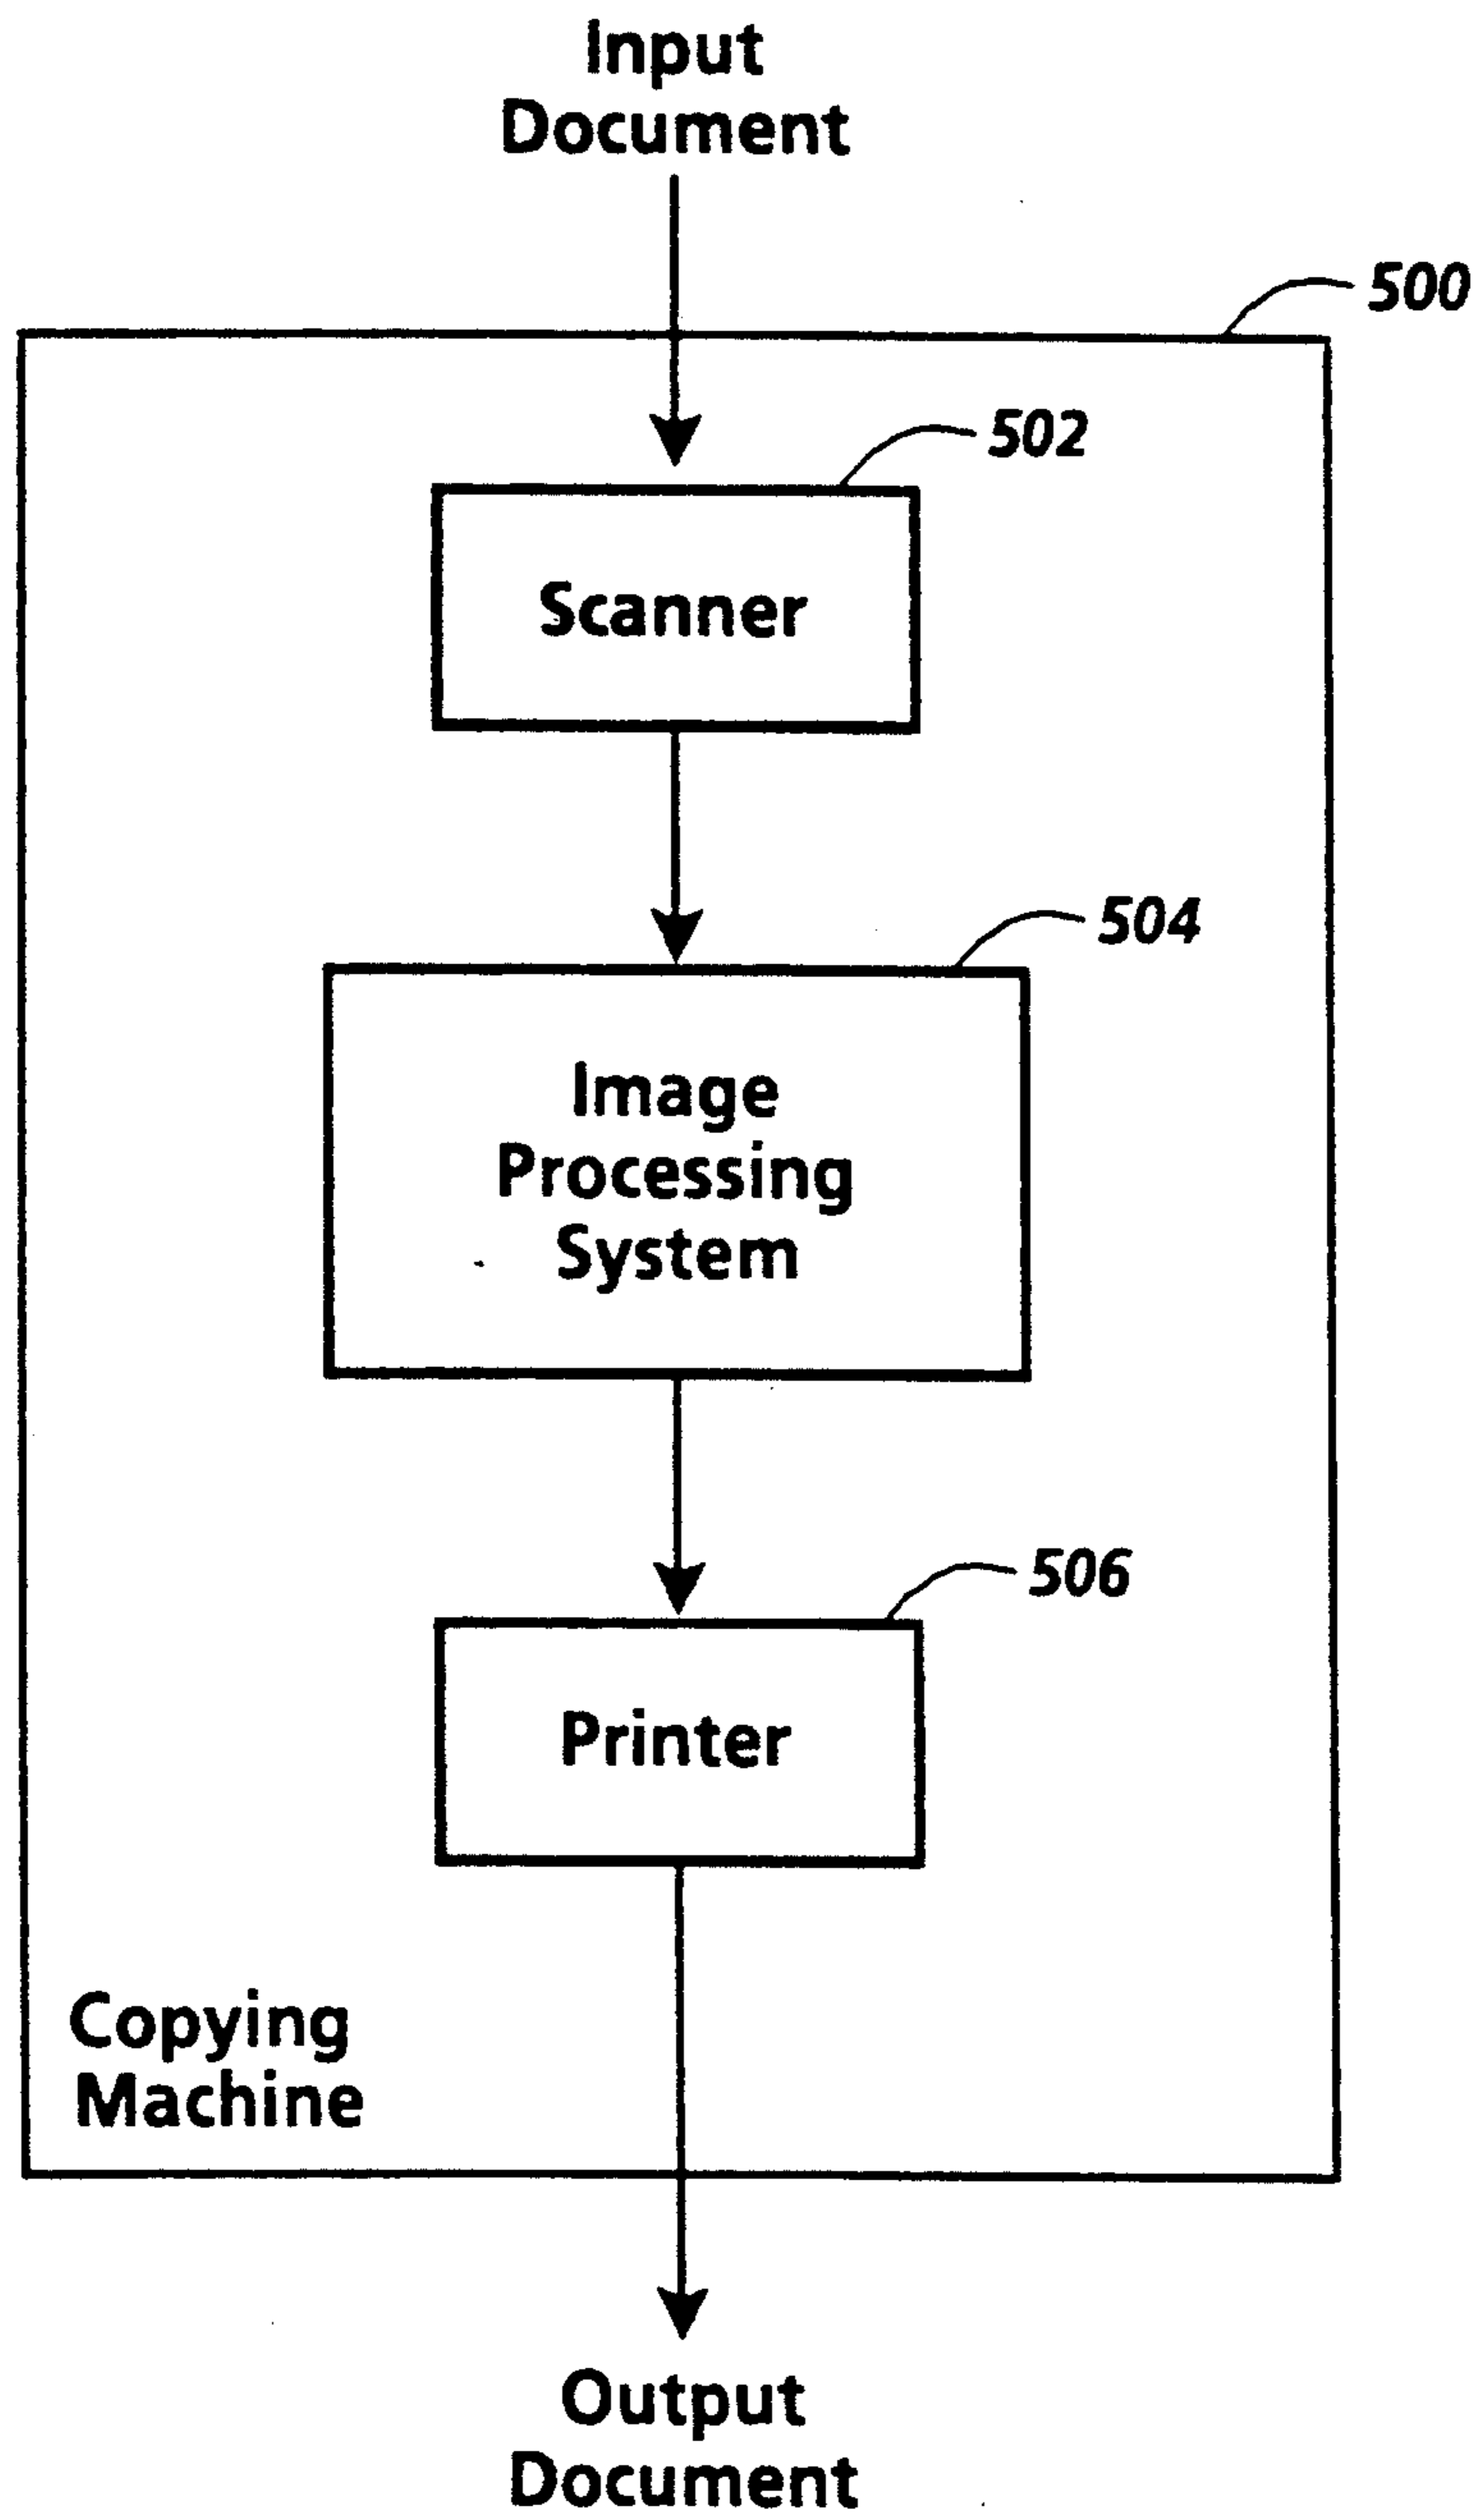 Input
Document
500
502
Scanner
504
Image
Processing
System
506
Printer
Copying
Machine
Output
Document